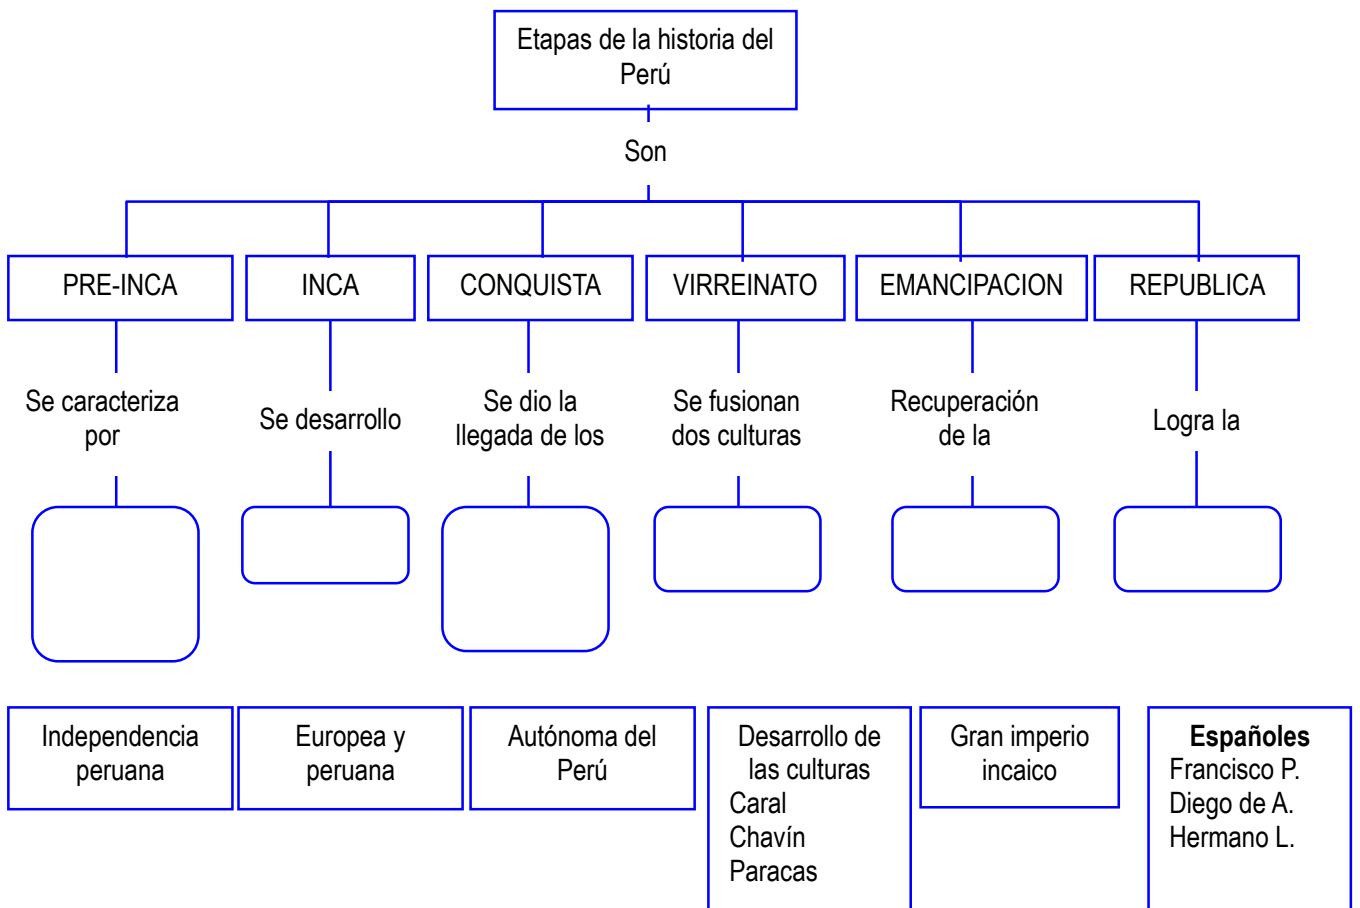 Etapas de la historia del
Perú
Son
PRE-INCA
INCA
CONQUISTA
VIRREINATO
EMANCIPACION
REPUBLICA
Se caracteriza
por
Se desarrollo
Se dio la
llegada de los
Se fusionan
dos culturas
Recuperación
de la
Logra la
Independencia
peruana
Europea y
peruana
Autónoma del
Perú
Desarrollo de
las culturas
Caral
Chavín
Paracas
Gran imperio
incaico
Españoles
Francisco P.
Diego de A.
Hermano L.